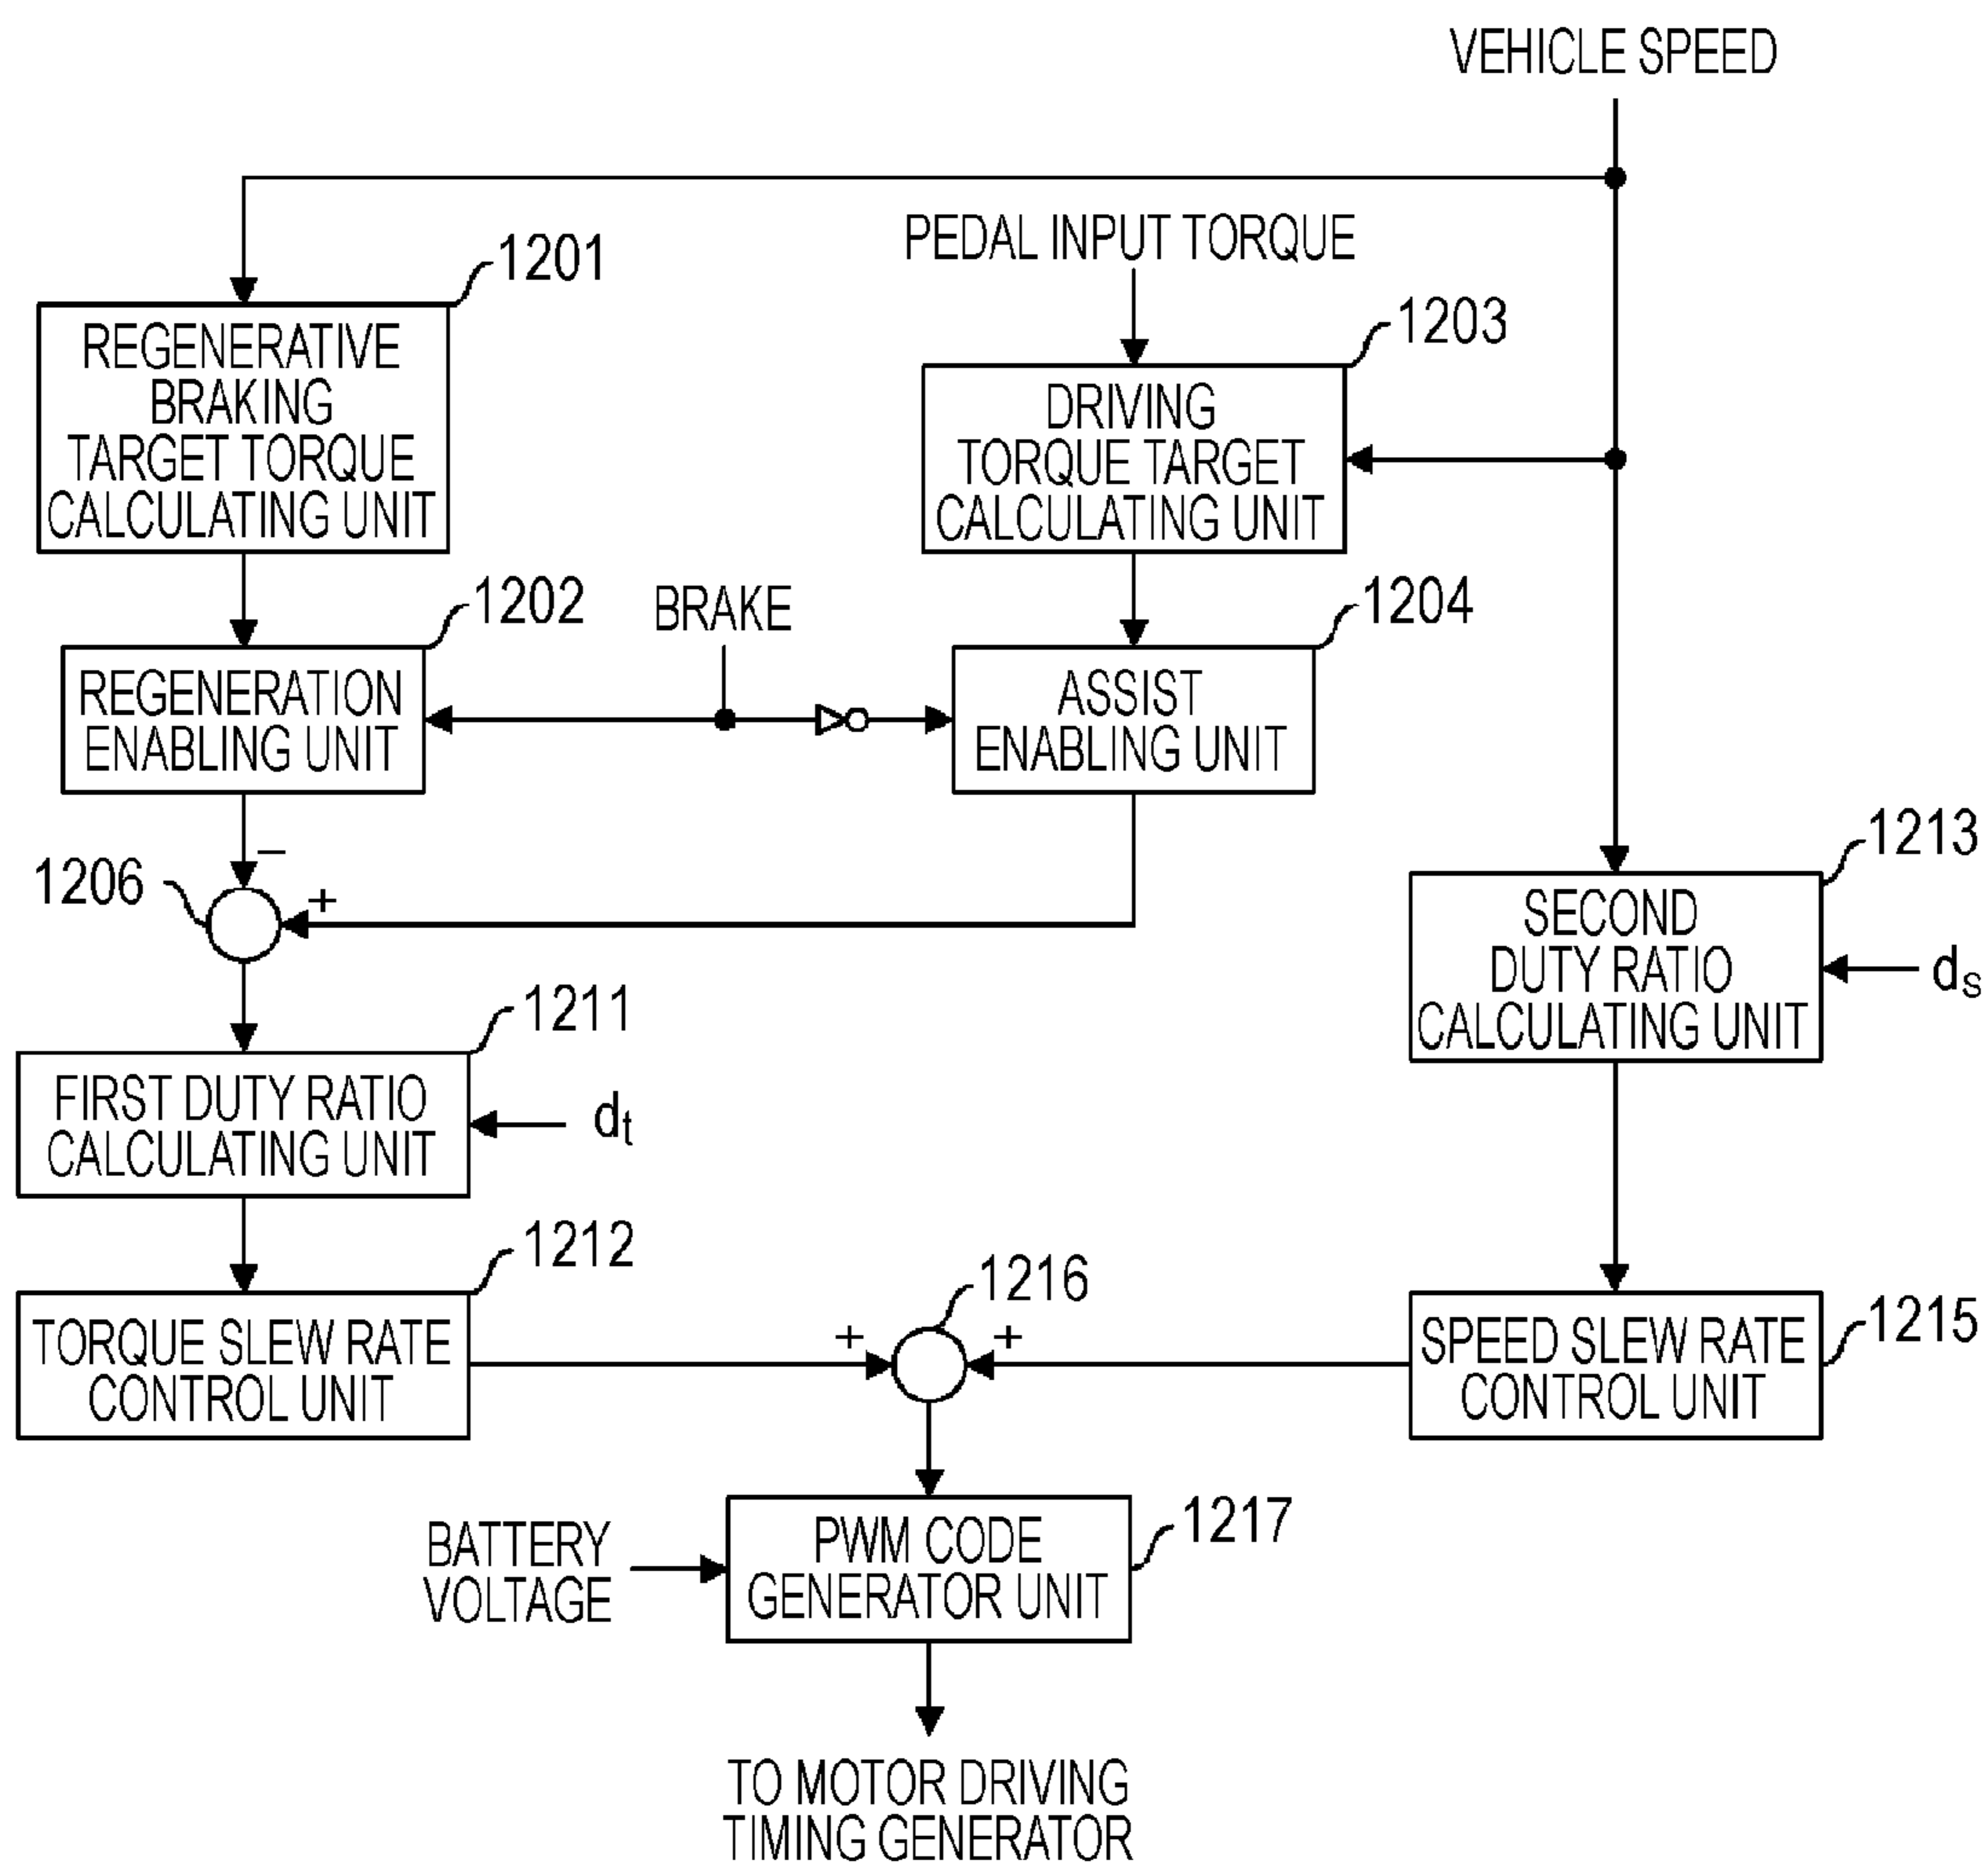 VEHICLE SPEED
PEDAL INPUT TORQUE
1201
REGENERATIVE
BRAKING
TARGET TORQUE
CALCULATING UNIT
1203
DRIVING
TORQUE TARGET
CALCULATING UNIT
1202
REGENERATION
ENABLING UNIT
BRAKE
1204
ASSIST
ENABLING UNIT
1206
−
+
1213
SECOND
DUTY RATIO
CALCULATING UNIT
ds
1211
FIRST DUTY RATIO
CALCULATING UNIT
dt
1212
TORQUE SLEW RATE
CONTROL UNIT
+
1216
+
1215
SPEED SLEW RATE
CONTROL UNIT
BATTERY
VOLTAGE
1217
PWM CODE
GENERATOR UNIT
TO MOTOR DRIVING
TIMING GENERATOR